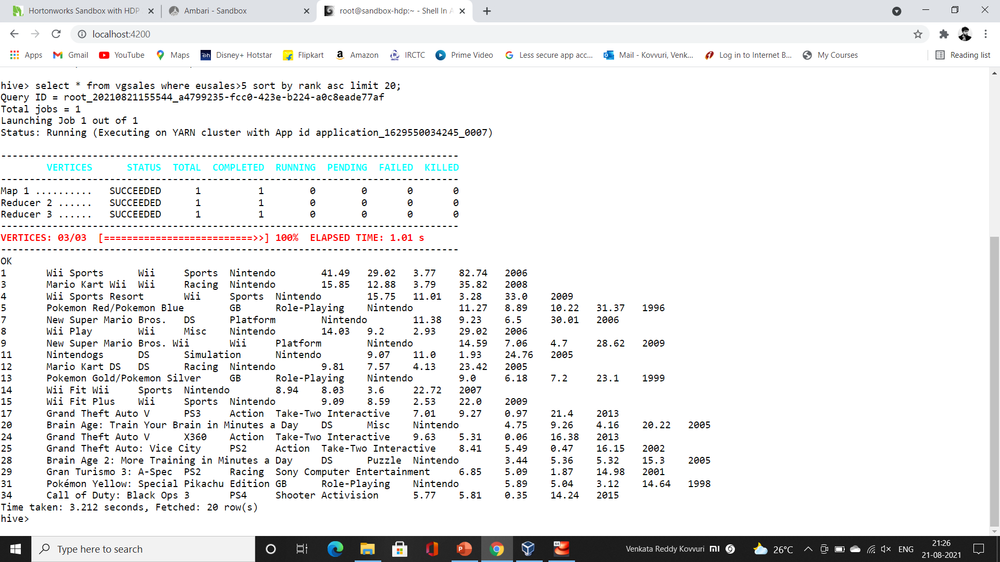 Hortonworks Sandbox with HDP
Ambari - Sandbox
root@sandbox-hdp:~ - Shell In A
localhost:4200
Apps
Gmail
YouTube
Maps
Disney+ Hotstar
Flipkart
Amazon
IRCTC
Prime Video
Less secure app acc...
Mail - Kovvuri, Venk...
Log in to Internet B...
My Courses
Reading list
hive> select * from vgsales where eusales>5 sort by rank asc limit 20;
Query ID = root_20210821155544_a4799235-fcc0-423e-b224-a0c8eade77af
Total jobs = 1
Launching Job 1 out of 1
Status: Running (Executing on YARN cluster with App id application_1629550034245_0007)
--------------------------------------------------------------------------------
VERTICES STATUS TOTAL COMPLETED RUNNING PENDING FAILED KILLED
--------------------------------------------------------------------------------
Map 1 .......... SUCCEEDED 1 1 0 0 0 0
Reducer 2 ...... SUCCEEDED 1 1 0 0 0 0
Reducer 3 ...... SUCCEEDED 1 1 0 0 0 0
--------------------------------------------------------------------------------
VERTICES: 03/03 [==========================>>] 100% ELAPSED TIME: 1.01 s
--------------------------------------------------------------------------------
OK
1 Wii Sports Wii Sports Nintendo 41.49 29.02 3.77 82.74 2006
3 Mario Kart Wii Wii Racing Nintendo 15.85 12.88 3.79 35.82 2008
4 Wii Sports Resort Wii Sports Nintendo 15.75 11.01 3.28 33.0 2009
5 Pokemon Red/Pokemon Blue GB Role-Playing Nintendo 11.27 8.89 10.22 31.37 1996
7 New Super Mario Bros. DS Platform Nintendo 11.38 9.23 6.5 30.01 2006
8 Wii Play Wii Misc Nintendo 14.03 9.2 2.93 29.02 2006
9 New Super Mario Bros. Wii Wii Platform Nintendo 14.59 7.06 4.7 28.62 2009
11 Nintendogs DS Simulation Nintendo 9.07 11.0 1.93 24.76 2005
12 Mario Kart DS DS Racing Nintendo 9.81 7.57 4.13 23.42 2005
13 Pokemon Gold/Pokemon Silver GB Role-Playing Nintendo 9.0 6.18 7.2 23.1 1999
14 Wii Fit Wii Sports Nintendo 8.94 8.03 3.6 22.72 2007
15 Wii Fit Plus Wii Sports Nintendo 9.09 8.59 2.53 22.0 2009
17 Grand Theft Auto V PS3 Action Take-Two Interactive 7.01 9.27 0.97 21.4 2013
20 Brain Age: Train Your Brain in Minutes a Day DS Misc Nintendo 4.75 9.26 4.16 20.22 2005
24 Grand Theft Auto V X360 Action Take-Two Interactive 9.63 5.31 0.06 16.38 2013
25 Grand Theft Auto: Vice City PS2 Action Take-Two Interactive 8.41 5.49 0.47 16.15 2002
28 Brain Age 2: More Training in Minutes a Day DS Puzzle Nintendo 3.44 5.36 5.32 15.3 2005
29 Gran Turismo 3: A-Spec PS2 Racing Sony Computer Entertainment 6.85 5.09 1.87 14.98 2001
31 Pokémon Yellow: Special Pikachu Edition GB Role-Playing Nintendo 5.89 5.04 3.12 14.64 1998
34 Call of Duty: Black Ops 3 PS4 Shooter Activision 5.77 5.81 0.35 14.24 2015
Time taken: 3.212 seconds, Fetched: 20 row(s)
hive>
Type here to search
Venkata Reddy Kovvuri
26°C
ENG
21:26
21-08-2021